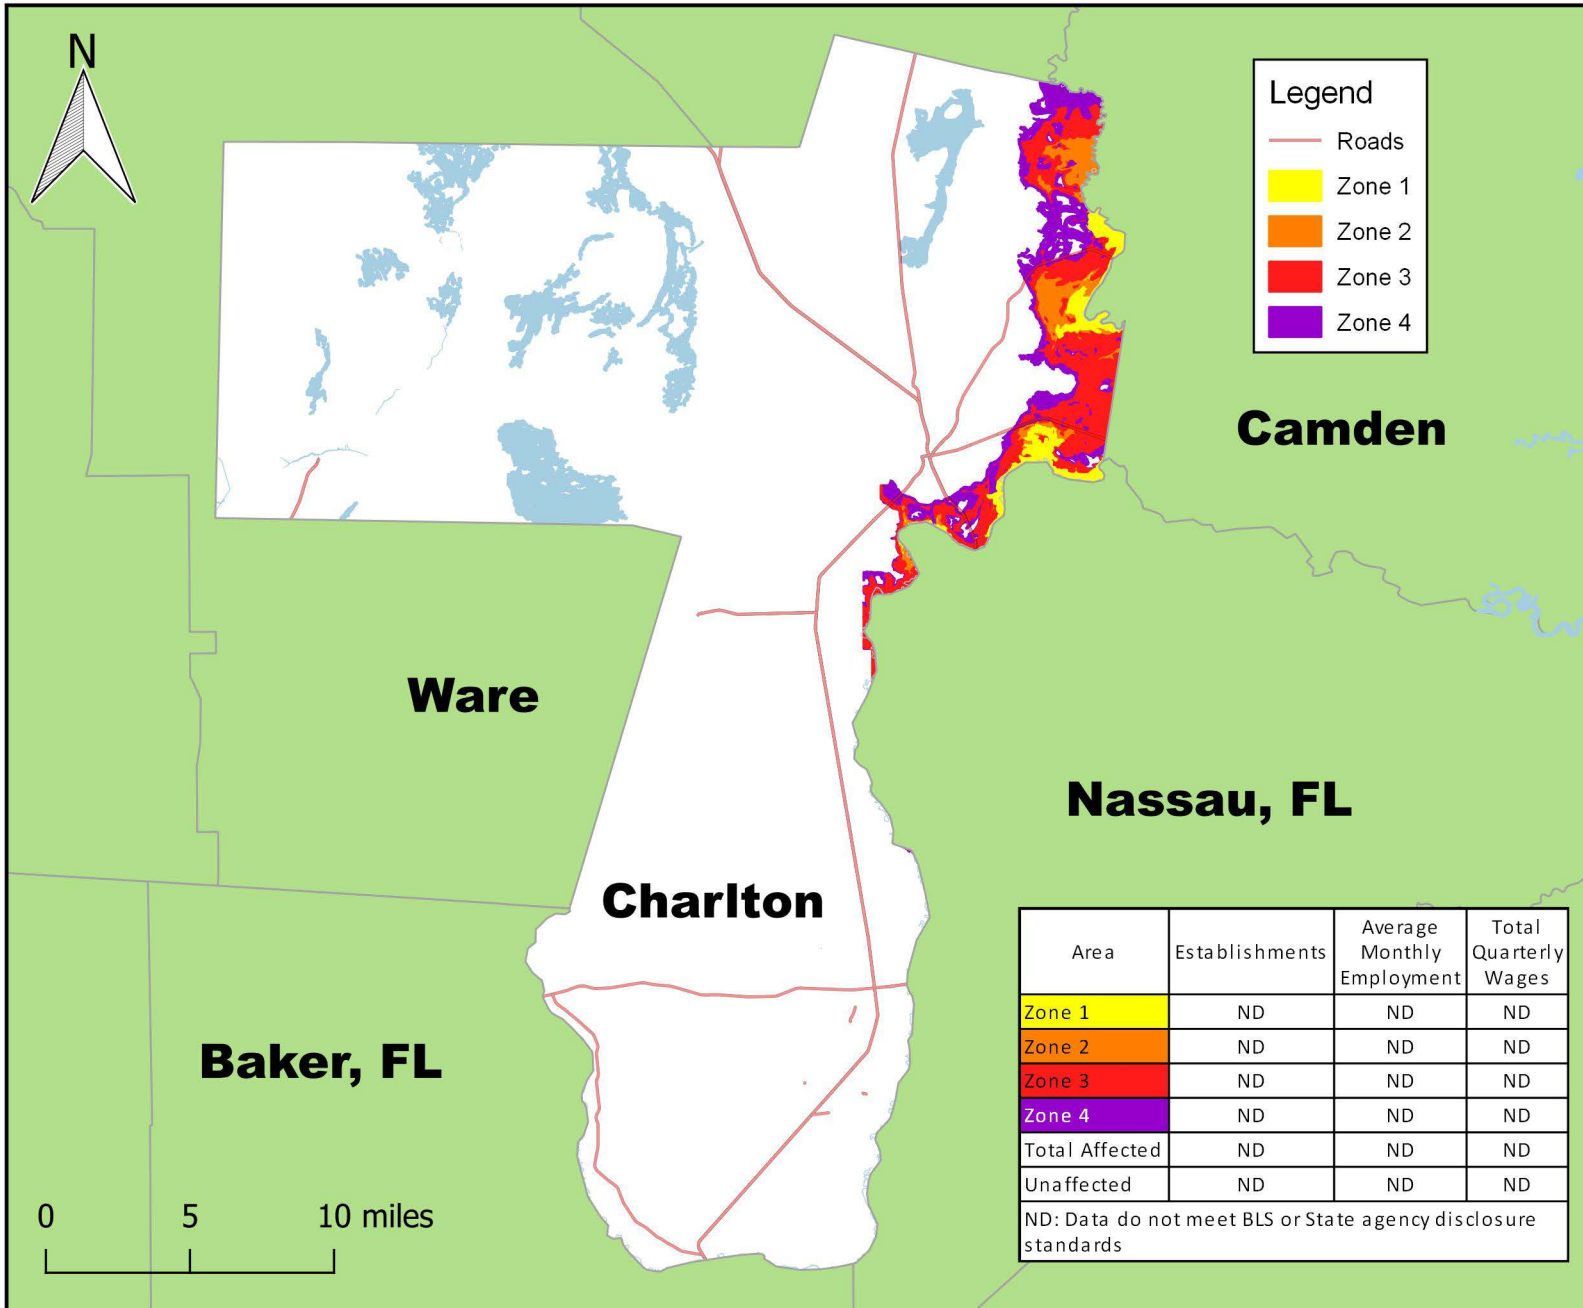 N
Legend
Roads
Zone 1
Zone 2
Zone 3
Zone 4
Camden
Ware
Nassau, FL
Charlton
Baker, FL
0 5 10 miles
Area Establishments Average Monthly Employment Total Quarterly Wages
Zone 1 ND ND ND
Zone 2 ND ND ND
Zone 3 ND ND ND
Zone 4 ND ND ND
Total Affected ND ND ND
Unaffected ND ND ND
ND: Data do not meet BLS or State agency disclosure
standards